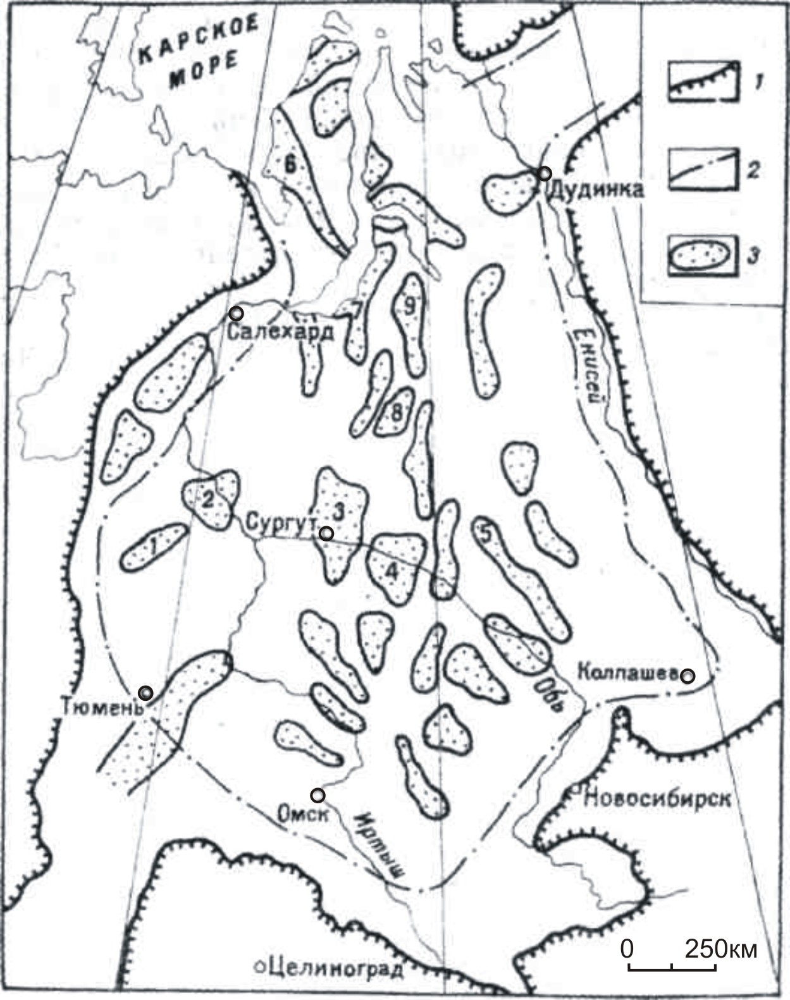 КАРСКОЕ
МОРЕ
1
2
3
6
Дудинка
9
7
Салехард
Енисей
8
2
Сургут
3
5
1
4
Колпашев
Обь
Тюмень
Новосибирск
Омск
Иртыш
0 250км
Целиноград